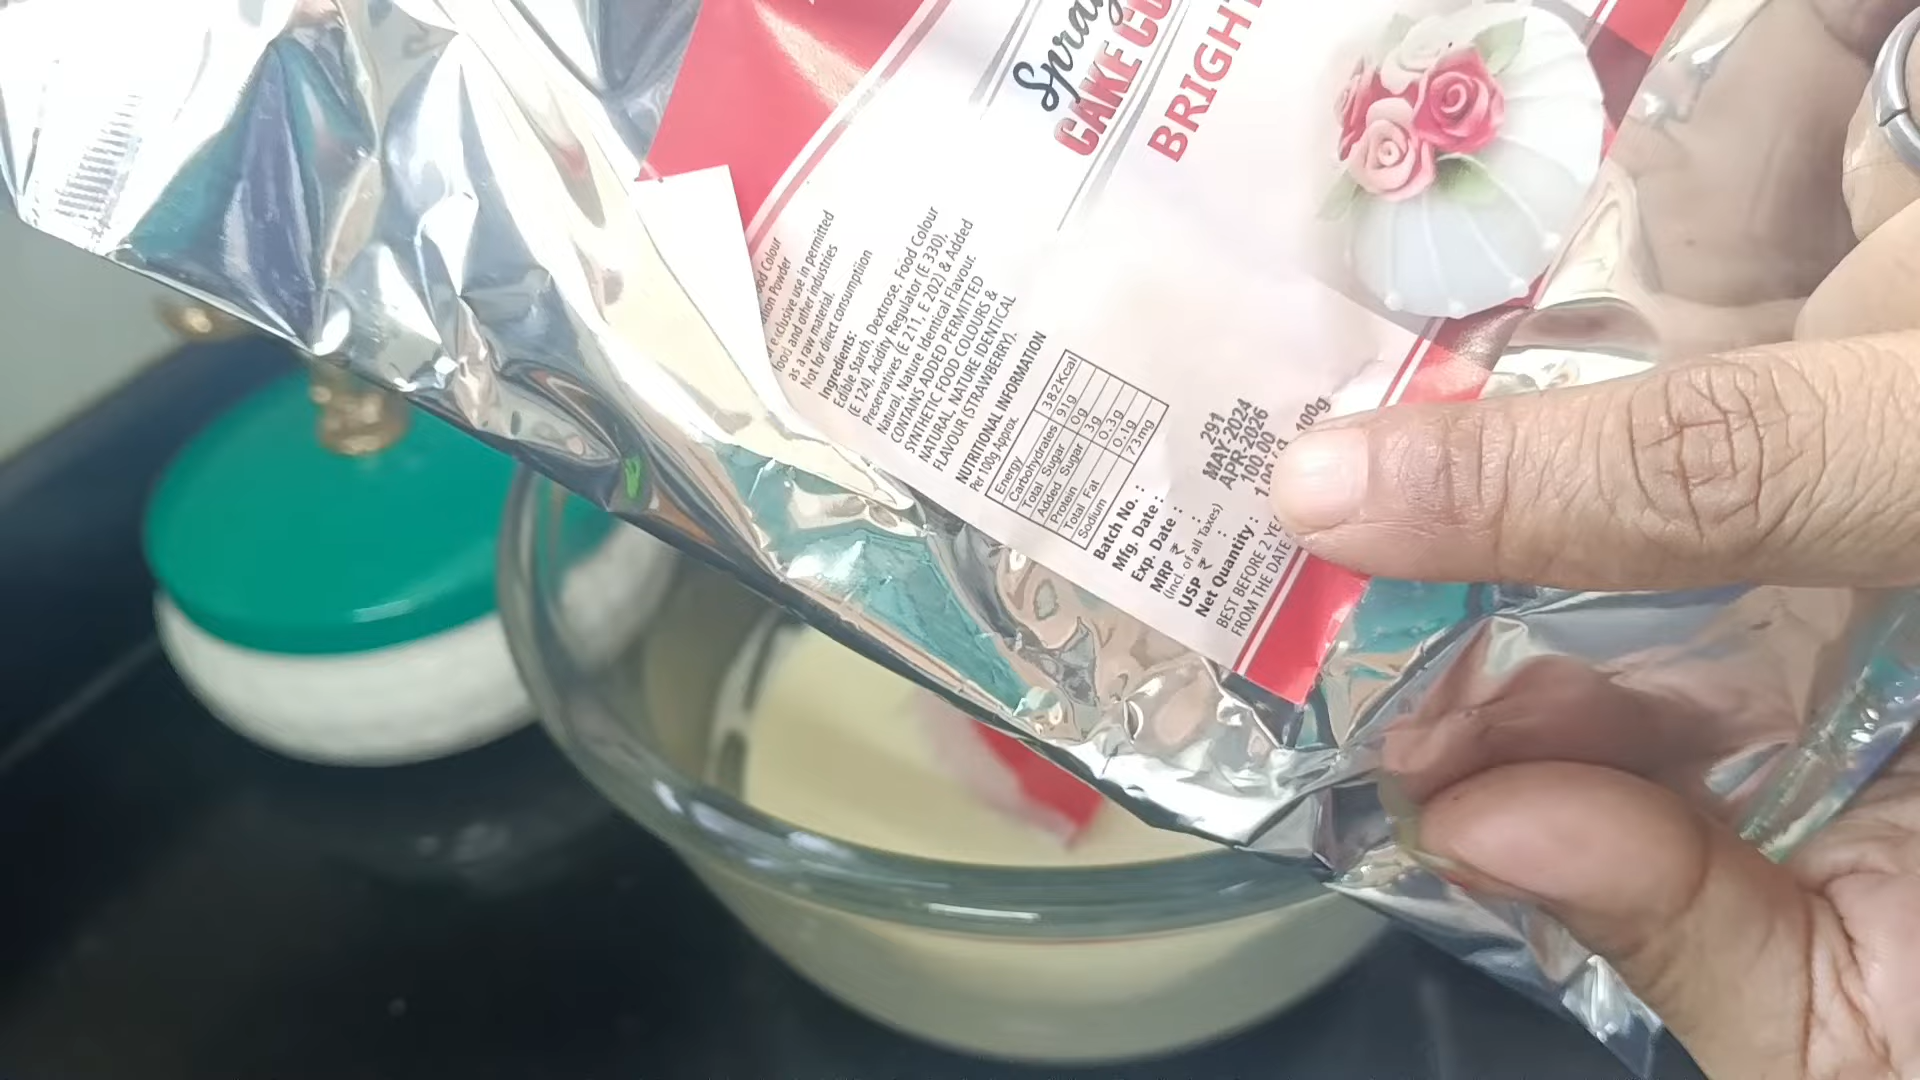 Spray
CAKE
BRIGHT
Food Colour
Powder
exclusive use in permitted
food and other industries
as a raw material.
Not for direct consumption
Ingredients:
Edible Starch, Dextrose, Food Colour
(E 124), Acidity Regulator (E 330),
Preservatives (E 211, E 202) & Added
Natural, Nature Identical Flavour.
CONTAINS ADDED PERMITTED
SYNTHETIC FOOD COLOURS &
NATURAL, NATURE IDENTICAL
FLAVOUR (STRAWBERRY).
NUTRITIONAL INFORMATION
Per 100g Approx.
Energy 382Kcal
Carbohydrates 91g
Total Sugar 0g
Added Sugar 3g
Protein 0.33g
Total Fat 0.1g
Sodium 73mg
Batch No. : 291
Mfg. Date : MAY 2024
Exp. Date : APR 2026
MRP ₹ : 100.00
(incl. of all Taxes)
USP ₹ : 1.00
Net Quantity : 100g
BEST BEFORE 2
FROM THE DATE